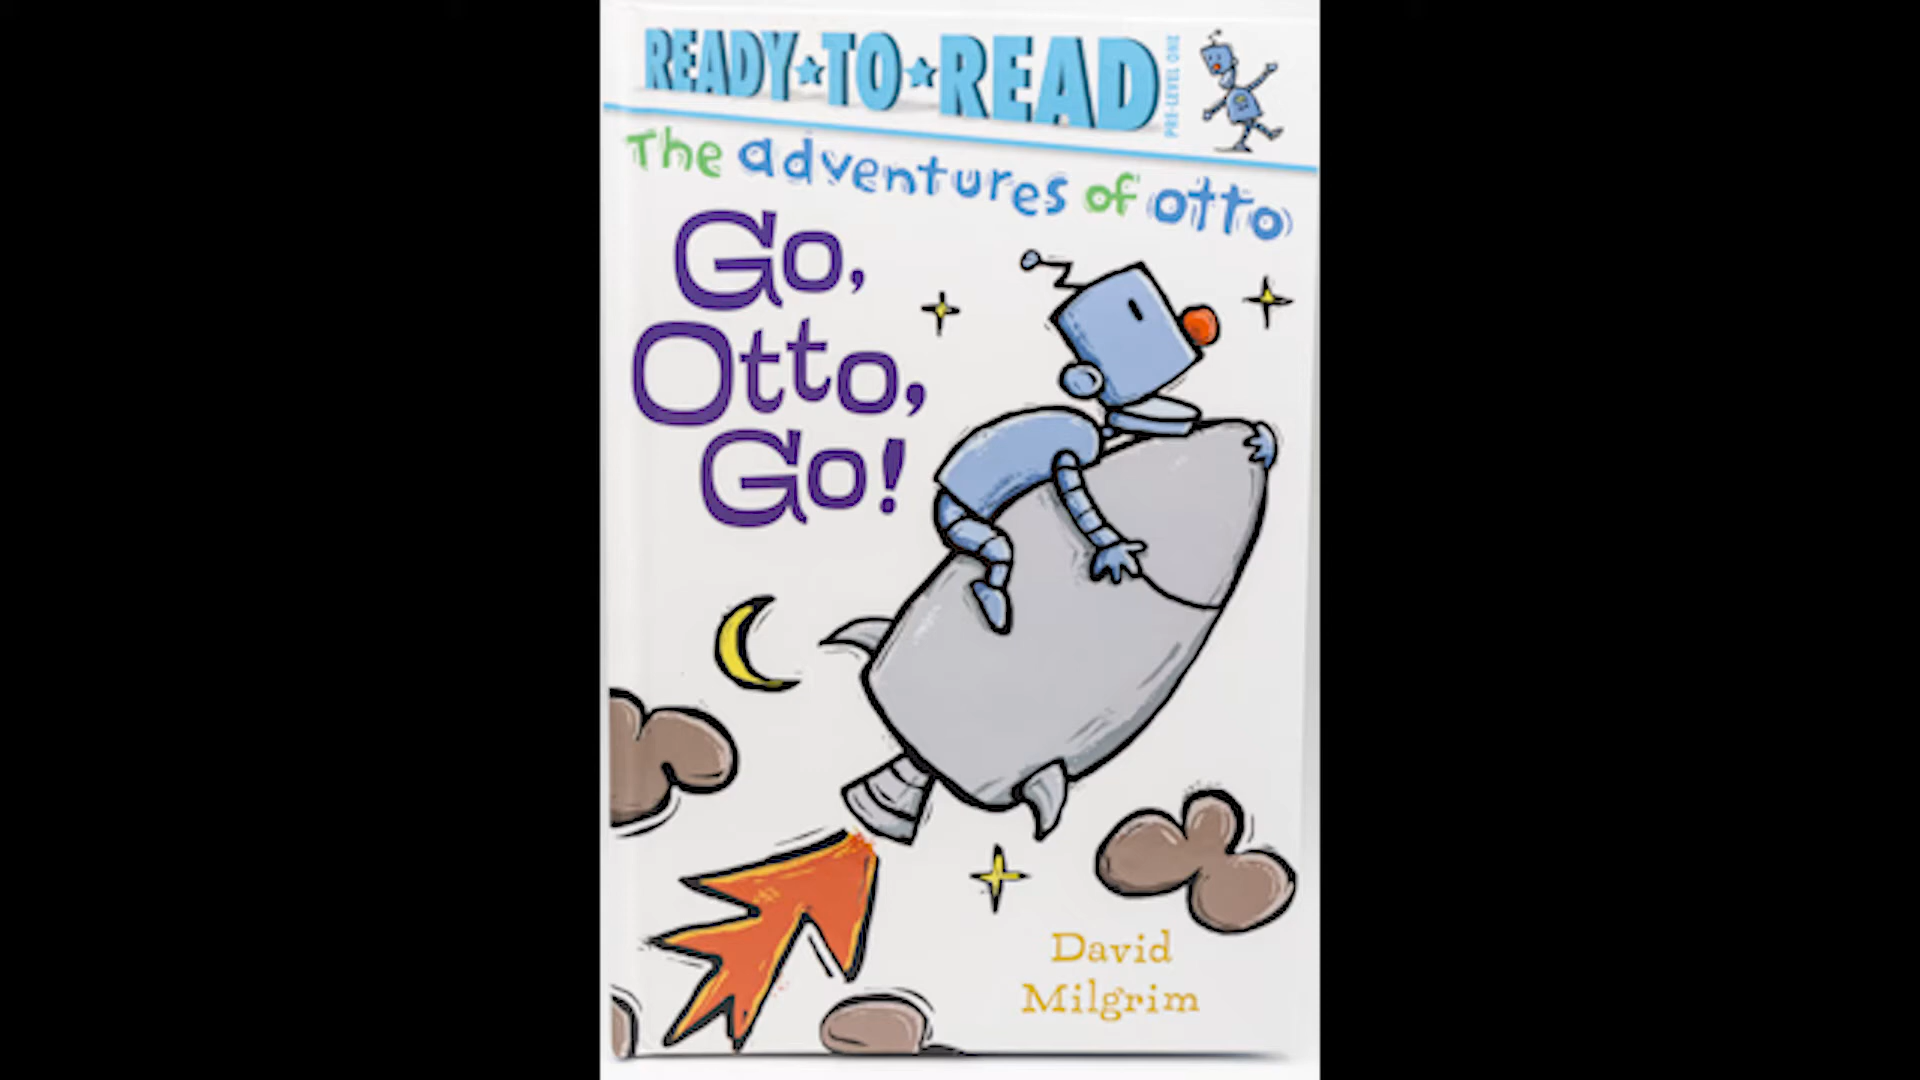 READY★TO★READ
PRE-LEVEL ONE
The adventures of otto
Go,
Otto,
Go!
David
Milgrim